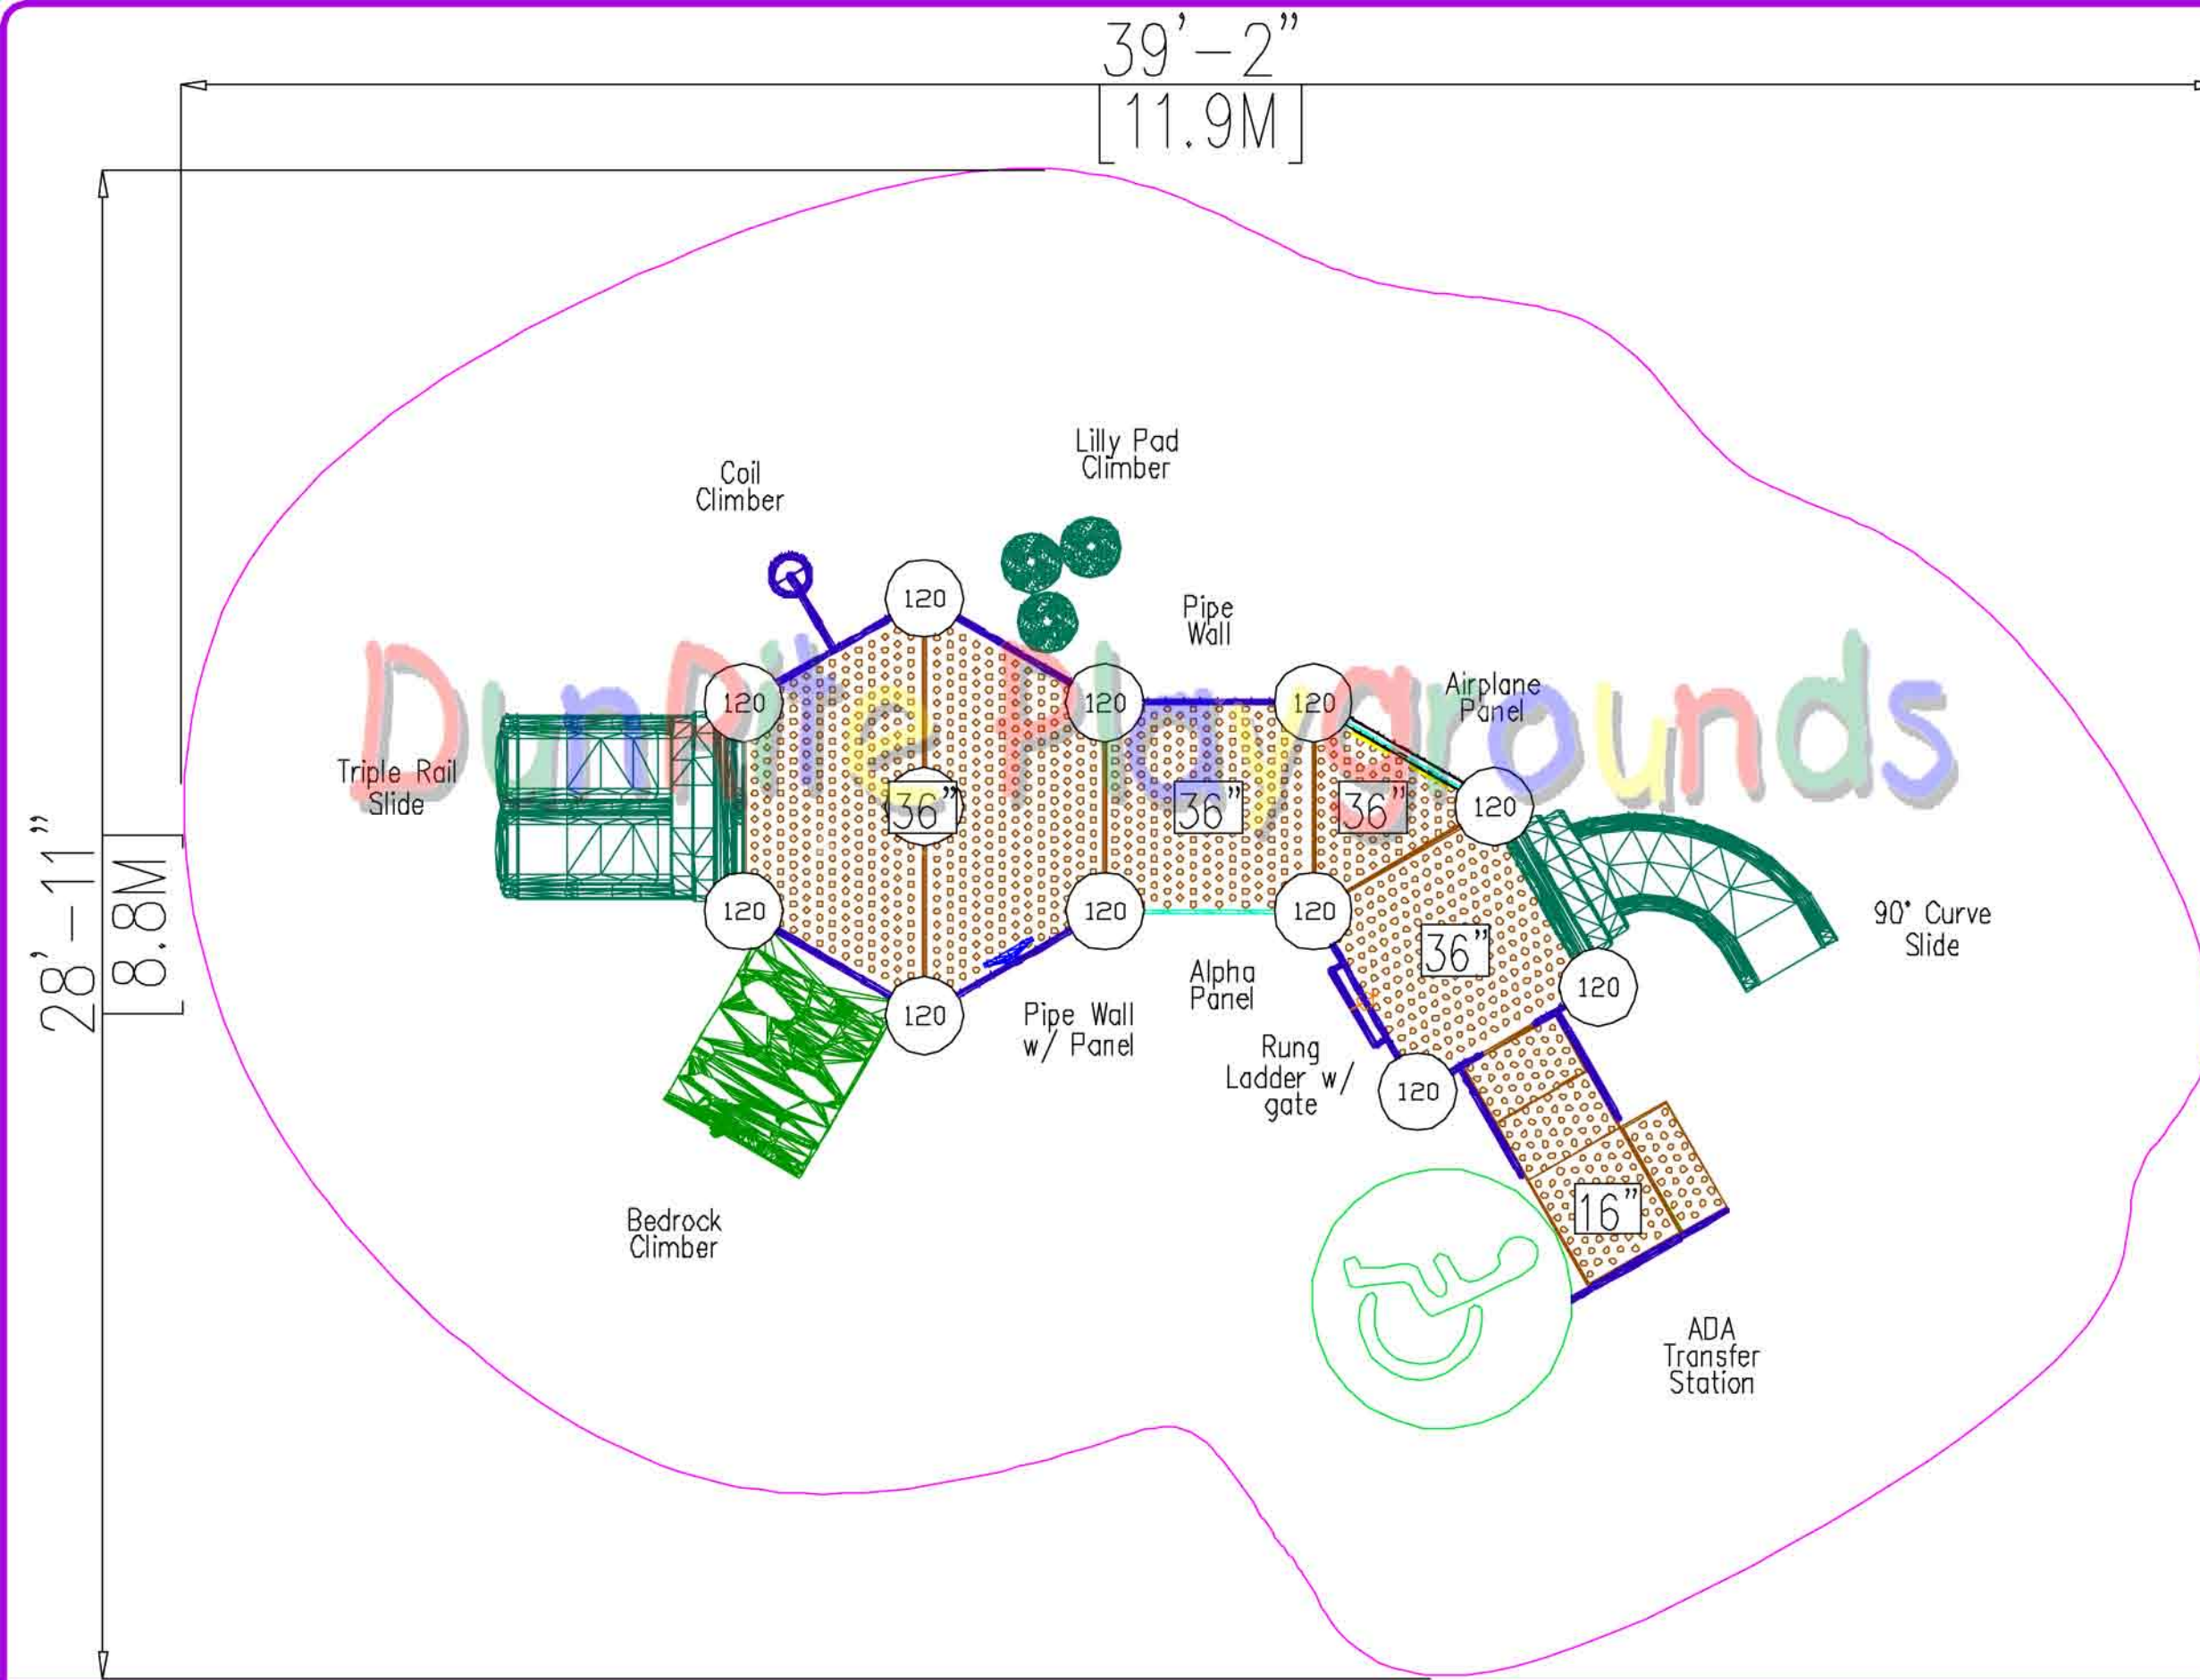 39'-2"
[11.9M]
28'-11"
[8.8M]
Lilly Pad
Climber
Coil
Climber
120
Pipe
Wall
120
120
120
Airplane
Panel
DunRite Playgrounds
Triple Rail
Slide
36"
36"
36"
120
120
120
120
90° Curve
Slide
36"
Alpha
Panel
120
120
Pipe Wall
w/ Panel
Rung
Ladder w/
gate
120
16"
Bedrock
Climber
ADA
Transfer
Station